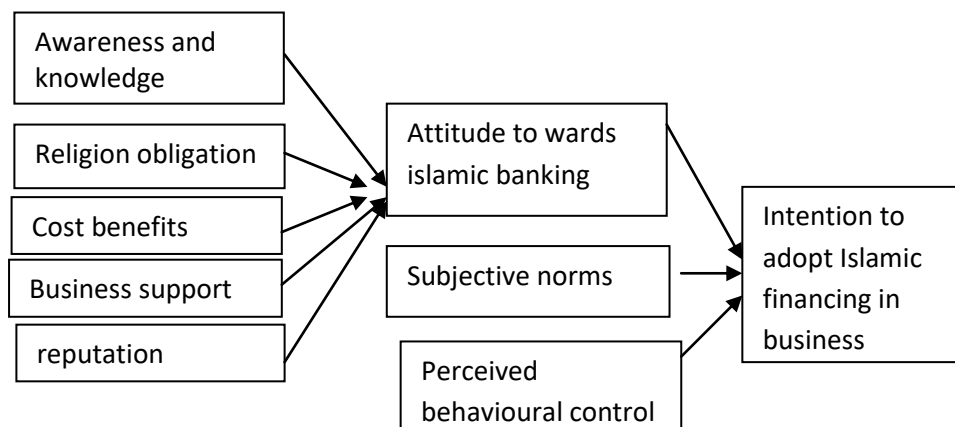 Awareness and
knowledge
Religion obligation
Cost benefits
Business support
reputation
Attitude to wards
islamic banking
Subjective norms
Perceived
behavioural control
Intention to
adopt Islamic
financing in
business